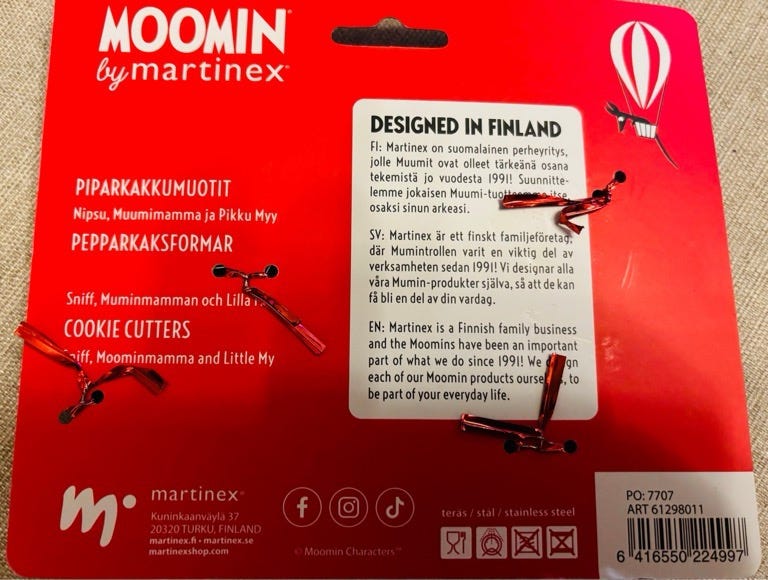 MOOMIN
by martinex®
DESIGNED IN FINLAND
FI: Martinex on suomalainen perheyritys,
jolle Muumit ovat olleet tärkeänä osana
tekemistä jo vuodesta 1991! Suunnitte-
lemme jokaisen itse
osaksi sinun arkeasi.
SV: Martinex är ett finskt familjeföretag,
där Mumintrollen varit en viktig del av
verksamheten sedan 1991! Vi designar alla
våra Mumin-produkter själva, så att de kan
få bli en del av din vardag.
EN: Martinex is a Finnish family business
and the Moomins have been an important
part of what we do since 1991! We
each of our Moomin products to
be part of your everyday life.
PIPARKAKKUMUOTIT
Nipsu, Muumimamma ja Pikku Myy
PEPPARKAKSFORMAR
Sniff, Muminmamman och Lilla
COOKIE CUTTERS
Moominmamma and Little My
martinex®
Kuninkaanväylä 37
20320 TURKU, FINLAND
martinex.fi • martinex.se
martinexshop.com
© Moomin Characters™
teräs / stål / stainless steel
PO: 7707
ART 61298011
6 416550 224997